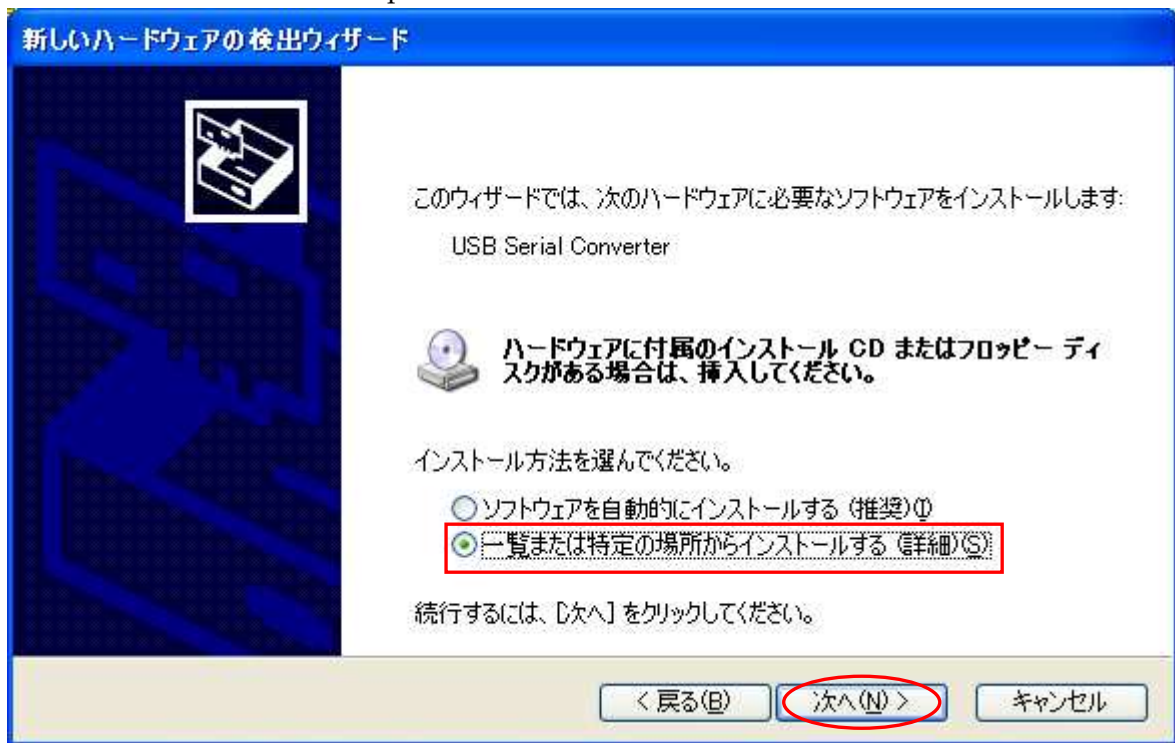 新しいハードウェアの検出ウィザード
このウィザードでは、次のハードウェアに必要なソフトウェアをインストールします:
USB Serial Converter
ハードウェアに付属のインストール CD またはフロッピー ディ
スクがある場合は、挿入してください。
インストール方法を選んでください。
ソフトウェアを自動的にインストールする (推奨)(I)
一覧または特定の場所からインストールする (詳細)(S)
続行するには、[次へ] をクリックしてください。
< 戻る(B) 次へ(N) > キャンセル